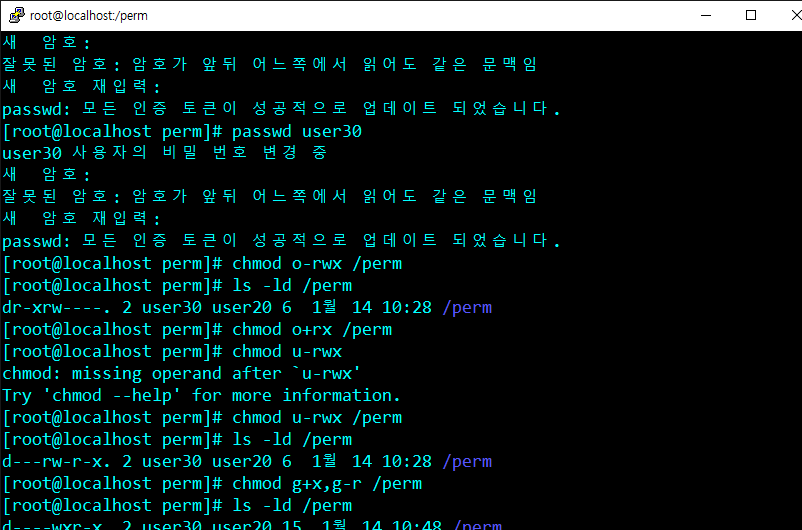 root@localhost:/perm
새 암호:
잘못된 암호: 암호가 앞뒤 어느쪽에서 읽어도 같은 문맥임
새 암호 재입력:
passwd: 모든 인증 토큰이 성공적으로 업데이트 되었습니다.
[root@localhost perm]# passwd user30
user30 사용자의 비밀 번호 변경 중
새 암호:
잘못된 암호: 암호가 앞뒤 어느쪽에서 읽어도 같은 문맥임
새 암호 재입력:
passwd: 모든 인증 토큰이 성공적으로 업데이트 되었습니다.
[root@localhost perm]# chmod o-rwx /perm
[root@localhost perm]# ls -ld /perm
dr-xrw----. 2 user30 user20 6  1월 14 10:28 /perm
[root@localhost perm]# chmod o+rx /perm
[root@localhost perm]# chmod u-rwx
chmod: missing operand after `u-rwx'
Try 'chmod --help' for more information.
[root@localhost perm]# chmod u-rwx /perm
[root@localhost perm]# ls -ld /perm
d---rw-r-x. 2 user30 user20 6  1월 14 10:28 /perm
[root@localhost perm]# chmod g+x,g-r /perm
[root@localhost perm]# ls -ld /perm
d----wxr-x. 2 user30 user20 15  1월 14 10:48 /perm